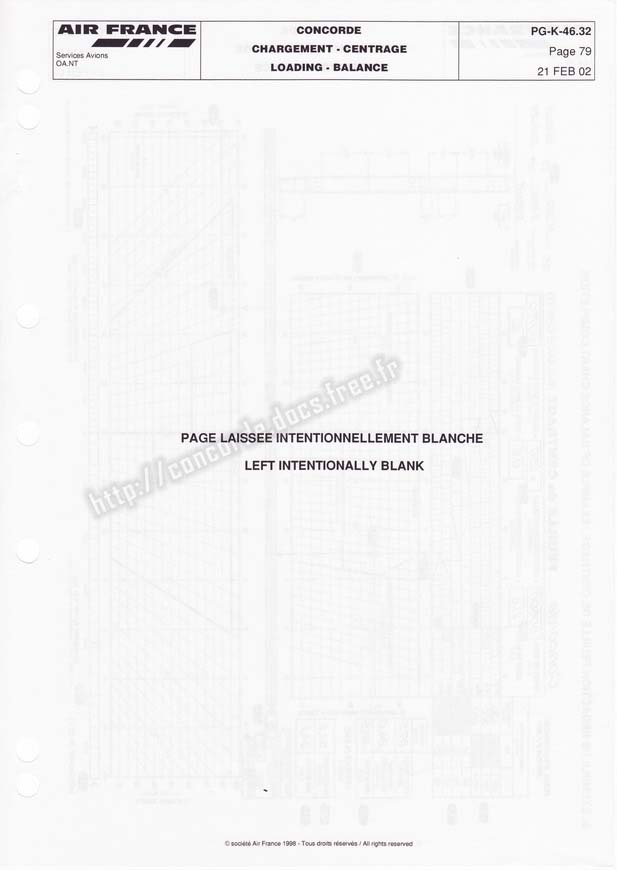 AIR FRANCE
Services Avions
OA.NT
CONCORDE
CHARGEMENT - CENTRAGE
LOADING - BALANCE
PG-K-46.32
Page 79
21 FEB 02
http://concorde.docs.free.fr
PAGE LAISSEE INTENTIONNELLEMENT BLANCHE
LEFT INTENTIONALLY BLANK
© société Air France 1998 - Tous droits réservés / All rights reserved